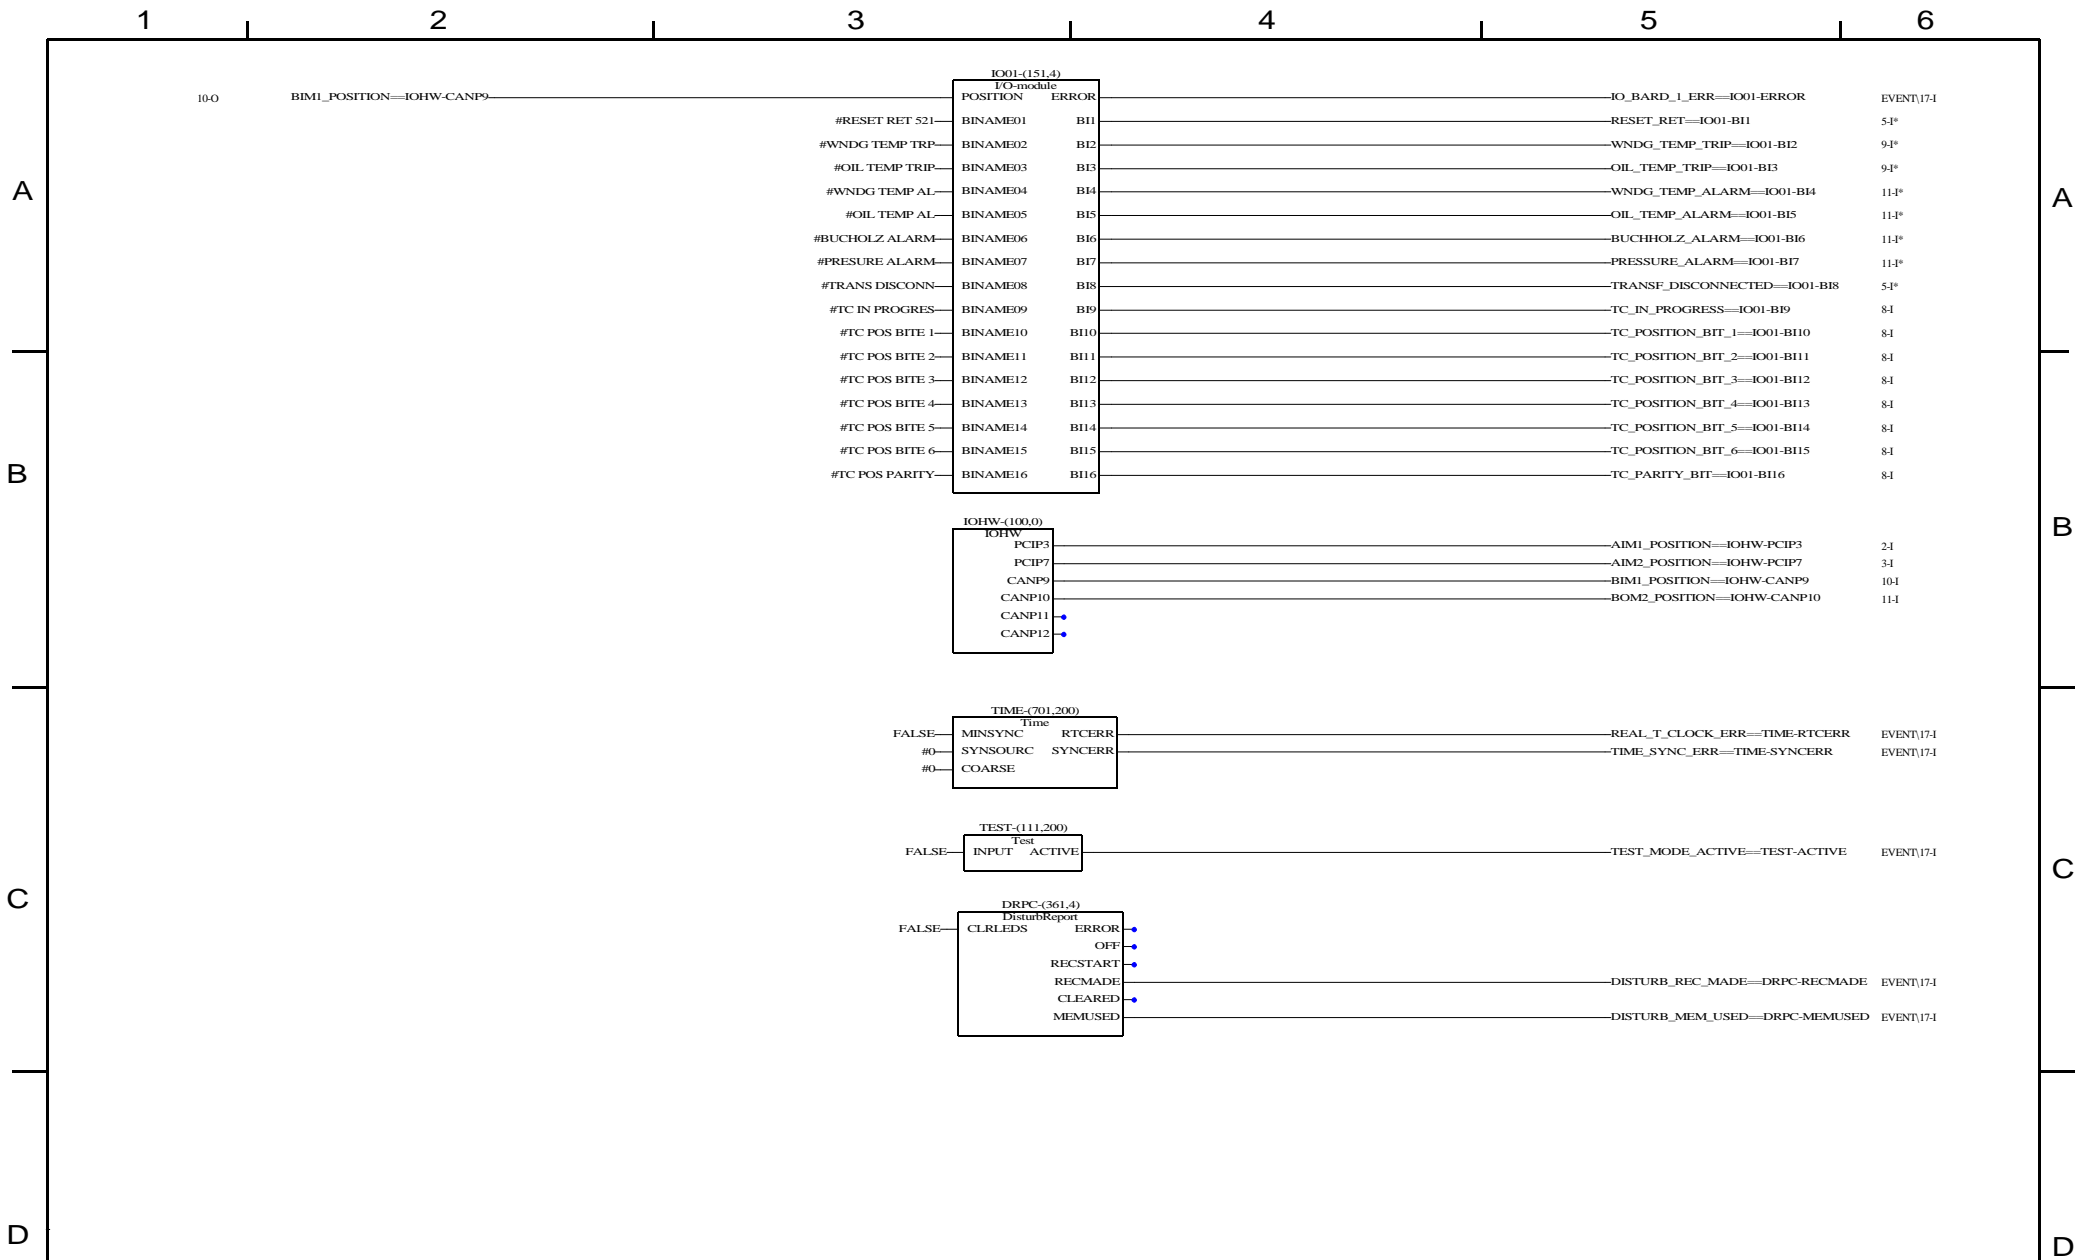 1 2 3 4 5 6
IO01-(151,4)
I/O-module
10-O BIM1_POSITION==IOHW-CANP9 POSITION ERROR IO_BARD_1_ERR==IO01-ERROR EVENT\17-I
#RESET RET 521 BINAME01 BI1 RESET_RET==IO01-BI1 5-I*
#WNDG TEMP TRP BINAME02 BI2 WNDG_TEMP_TRIP==IO01-BI2 9-I*
#OIL TEMP TRIP BINAME03 BI3 OIL_TEMP_TRIP==IO01-BI3 9-I*
A #WNDG TEMP AL BINAME04 BI4 WNDG_TEMP_ALARM==IO01-BI4 11-I* A
#OIL TEMP AL BINAME05 BI5 OIL_TEMP_ALARM==IO01-BI5 11-I*
#BUCHOLZ ALARM BINAME06 BI6 BUCHHOLZ_ALARM==IO01-BI6 11-I*
#PRESURE ALARM BINAME07 BI7 PRESSURE_ALARM==IO01-BI7 11-I*
#TRANS DISCONN BINAME08 BI8 TRANSF_DISCONNECTED==IO01-BI8 5-I*
#TC IN PROGRES BINAME09 BI9 TC_IN_PROGRESS==IO01-BI9 8-I
#TC POS BITE 1 BINAME10 BI10 TC_POSITION_BIT_1==IO01-BI10 8-I
#TC POS BITE 2 BINAME11 BI11 TC_POSITION_BIT_2==IO01-BI11 8-I
#TC POS BITE 3 BINAME12 BI12 TC_POSITION_BIT_3==IO01-BI12 8-I
#TC POS BITE 4 BINAME13 BI13 TC_POSITION_BIT_4==IO01-BI13 8-I
#TC POS BITE 5 BINAME14 BI14 TC_POSITION_BIT_5==IO01-BI14 8-I
#TC POS BITE 6 BINAME15 BI15 TC_POSITION_BIT_6==IO01-BI15 8-I
B #TC POS PARITY BINAME16 BI16 TC_PARITY_BIT==IO01-BI16 8-I
IOHW-(100,0)
IOHW B
PCIP3 AIM1_POSITION==IOHW-PCIP3 2-I
PCIP7 AIM2_POSITION==IOHW-PCIP7 3-I
CANP9 BIM1_POSITION==IOHW-CANP9 10-I
CANP10 BOM2_POSITION==IOHW-CANP10 11-I
CANP11
CANP12
TIME-(701,200)
Time
FALSE MINSYNC RTCERR REAL_T_CLOCK_ERR==TIME-RTCERR EVENT\17-I
#0 SYNSOURC SYNCERR TIME_SYNC_ERR==TIME-SYNCERR EVENT\17-I
#0 COARSE
TEST-(111,200)
Test
FALSE INPUT ACTIVE TEST_MODE_ACTIVE==TEST-ACTIVE EVENT\17-I
C C
DRPC-(361,4)
DisturbReport
FALSE CLRLEDS ERROR
OFF
RECSTART
RECMADE DISTURB_REC_MADE==DRPC-RECMADE EVENT\17-I
CLEARED
MEMUSED DISTURB_MEM_USED==DRPC-MEMUSED EVENT\17-I
D D